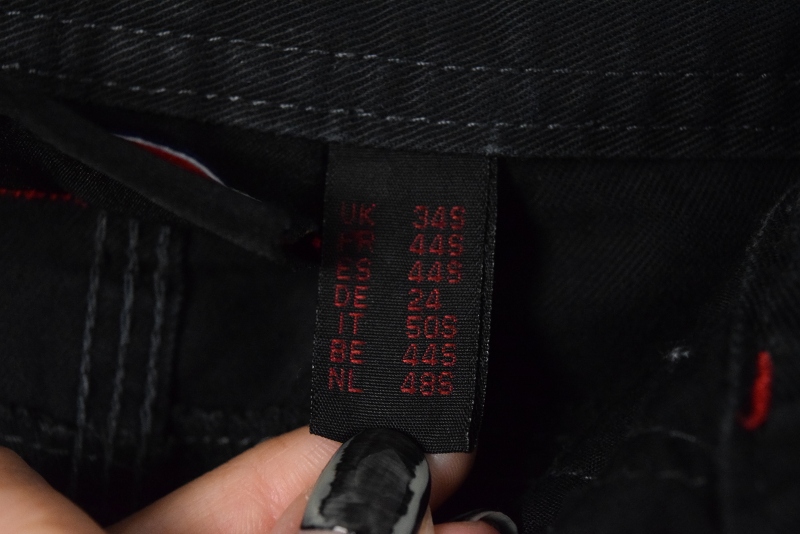 UK 34S
FR 44S
ES 44S
DE 24
IT 50S
BE 44S
NL 48S